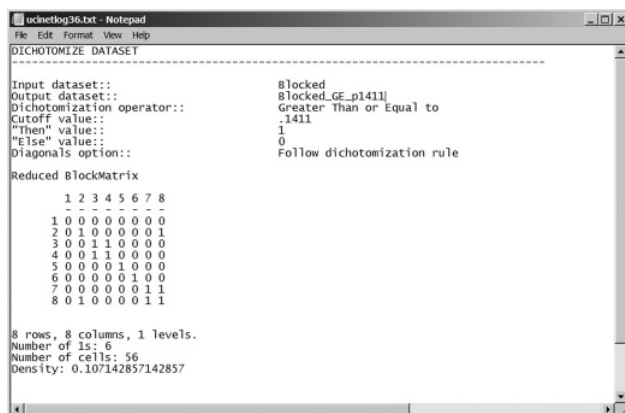 ucinetlog36.txt - Notepad
File Edit Format View Help
DICHOTOMIZE DATASET
--------------------------------------------------------------------------------
Input dataset:: Blocked
Output dataset:: Blocked_GE_p1411
Dichotomization operator:: Greater Than or Equal to
Cutoff value:: .1411
"Then" value:: 1
"Else" value:: 0
Diagonals option:: Follow dichotomization rule
Reduced BlockMatrix
1 2 3 4 5 6 7 8
- - - - - - - -
1 0 0 0 0 0 0 0 0
2 0 1 0 0 0 0 0 1
3 0 0 1 1 0 0 0 0
4 0 0 1 1 0 0 0 0
5 0 0 0 0 1 0 0 0
6 0 0 0 0 0 1 0 0
7 0 0 0 0 0 0 1 1
8 0 1 0 0 0 0 1 1
8 rows, 8 columns, 1 levels.
Number of 1s: 6
Number of cells: 56
Density: 0.107142857142857